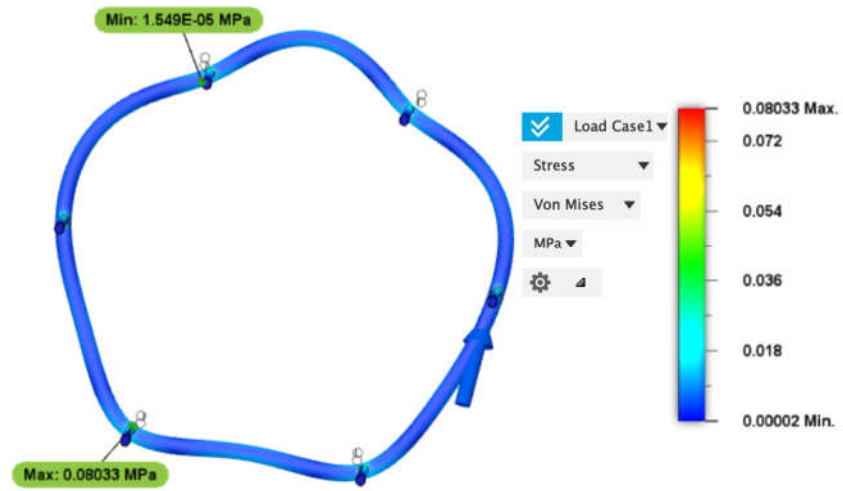 Min: 1.549E-05 MPa
Max: 0.08033 MPa
Load Case1
Stress
Von Mises
MPa
0.08033 Max.
0.072
0.054
0.036
0.018
0.00002 Min.